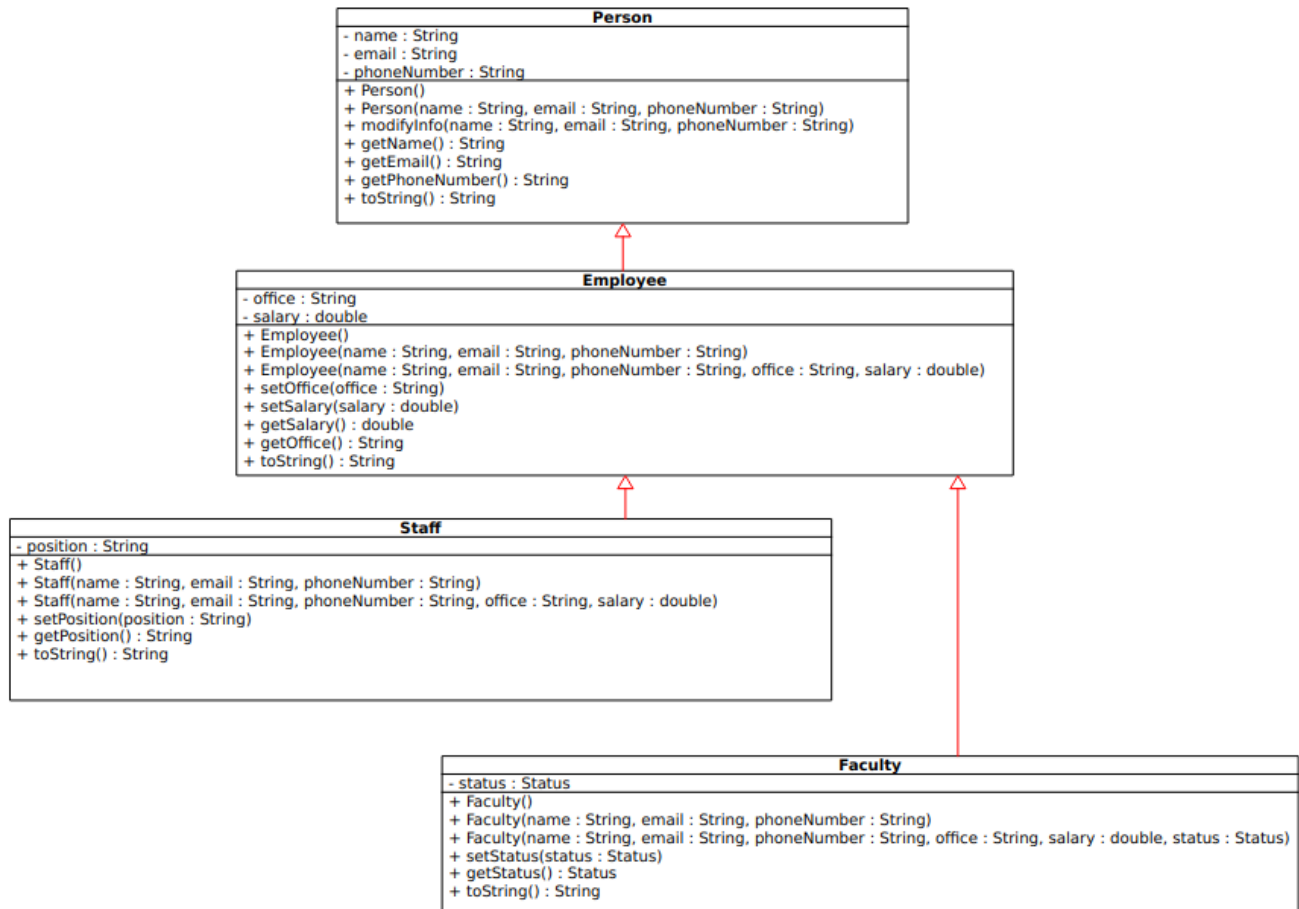 Person
- name : String
- email : String
- phoneNumber : String
+ Person()
+ Person(name : String, email : String, phoneNumber : String)
+ modifyInfo(name : String, email : String, phoneNumber : String)
+ getName() : String
+ getEmail() : String
+ getPhoneNumber() : String
+ toString() : String
Employee
- office : String
- salary : double
+ Employee()
+ Employee(name : String, email : String, phoneNumber : String)
+ Employee(name : String, email : String, phoneNumber : String, office : String, salary : double)
+ setOffice(office : String)
+ setSalary(salary : double)
+ getSalary() : double
+ getOffice() : String
+ toString() : String
Staff
- position : String
+ Staff()
+ Staff(name : String, email : String, phoneNumber : String)
+ Staff(name : String, email : String, phoneNumber : String, office : String, salary : double)
+ setPosition(position : String)
+ getPosition() : String
+ toString() : String
Faculty
- status : Status
+ Faculty()
+ Faculty(name : String, email : String, phoneNumber : String)
+ Faculty(name : String, email : String, phoneNumber : String, office : String, salary : double, status : Status)
+ setStatus(status : Status)
+ getStatus() : Status
+ toString() : String